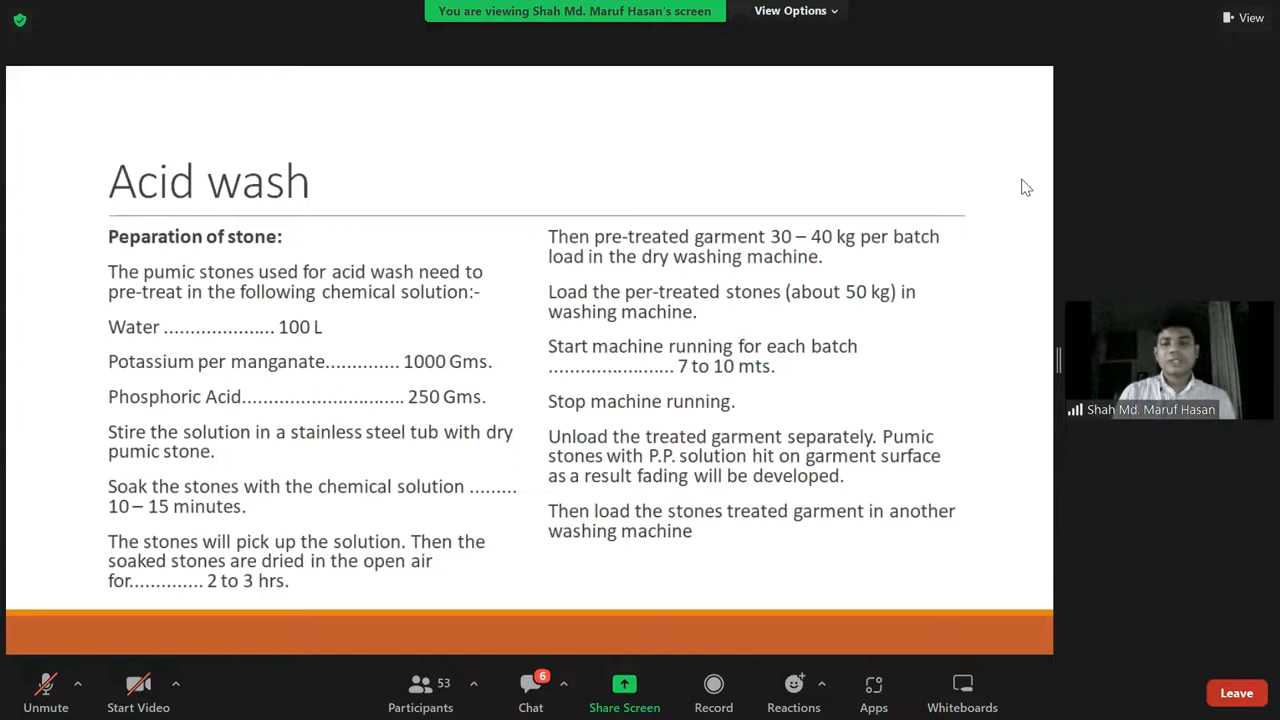 You are viewing Shah Md. Maruf Hasan's screen
View Options
View
Acid wash
Peparation of stone:
The pumic stones used for acid wash need to
pre-treat in the following chemical solution:-
Water ..................... 100 L
Potassium per manganate.............. 1000 Gms.
Phosphoric Acid............................... 250 Gms.
Stire the solution in a stainless steel tub with dry
pumic stone.
Soak the stones with the chemical solution .........
10 – 15 minutes.
The stones will pick up the solution. Then the
soaked stones are dried in the open air
for.............. 2 to 3 hrs.
Then pre-treated garment 30 – 40 kg per batch
load in the dry washing machine.
Load the per-treated stones (about 50 kg) in
washing machine.
Start machine running for each batch
........................ 7 to 10 mts.
Stop machine running.
Unload the treated garment separately. Pumic
stones with P.P. solution hit on garment surface
as a result fading will be developed.
Then load the stones treated garment in another
washing machine
Shah Md. Maruf Hasan
Unmute
Start Video
53
Participants
6
Chat
Share Screen
Record
Reactions
Apps
Whiteboards
Leave